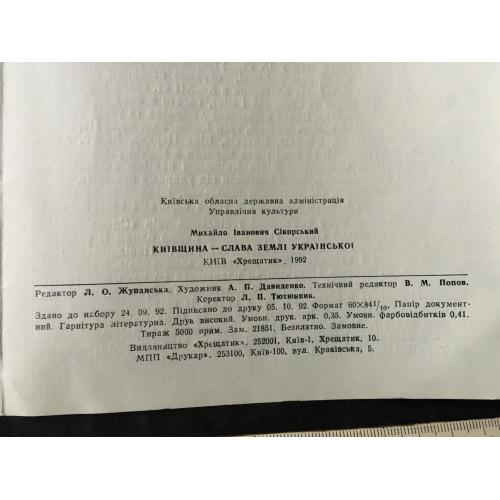 Київська обласна державна адміністрація
Управління культури
Михайло Іванович Сікорський
КИЇВЩИНА — СЛАВА ЗЕМЛІ УКРАЇНСЬКОЇ
КИЇВ «Хрещатик», 1992
Редактор Л. О. Жупанська. Художник А. П. Давиденко. Технічний редактор В. М. Попов.
Коректор Л. П. Тютюнник.
Здано до набору 24. 09. 92. Підписано до друку 05. 10. 92. Формат 60×84 1/16. Папір документ-
ний. Гарнітура літературна. Друк високий. Умовн. друк. арк. 0,35. Умовн. фарбовідбитків 0,41.
Тираж 5000 прим. Зам. 21851. Безплатно. Замовне.
Видавництво «Хрещатик», 252001, Київ-1, Хрещатик, 10.
МПП «Друкар», 253100, Київ-100, вул. Краківська, 5.